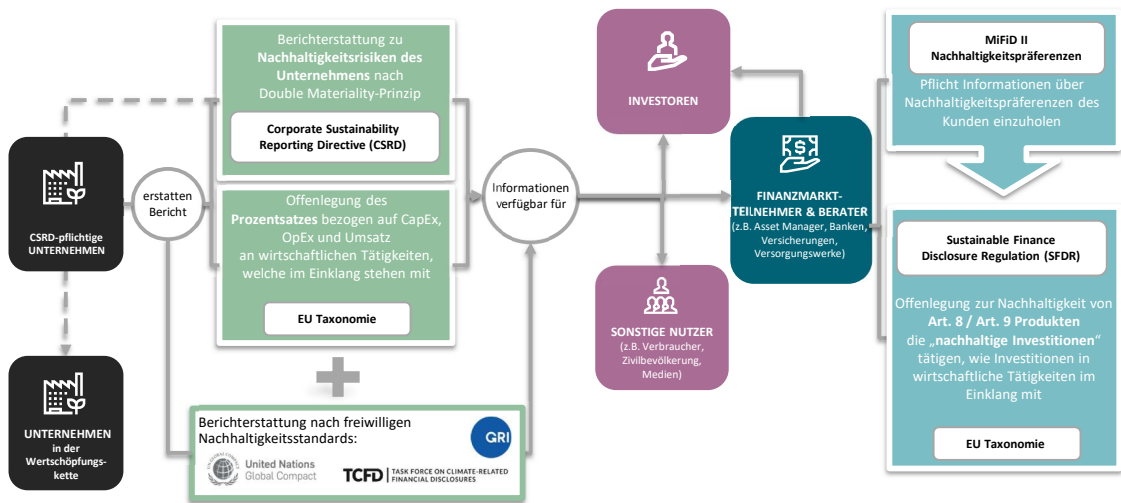 CSRD-pflichtige
UNTERNEHMEN
UNTERNEHMEN
in der
Wertschöpfungs-
kette
erstatten
Bericht
Berichterstattung zu
Nachhaltigkeitsrisiken des
Unternehmens nach
Double Materiality-Prinzip
Corporate Sustainability
Reporting Directive (CSRD)
Offenlegung des
Prozentsatzes bezogen auf CapEx,
OpEx und Umsatz
an wirtschaftlichen Tätigkeiten,
welche im Einklang stehen mit
EU Taxonomie
Berichterstattung nach freiwilligen
Nachhaltigkeitsstandards:
GRI
United Nations
Global Compact
TCFD
TASK FORCE ON CLIMATE-RELATED
FINANCIAL DISCLOSURES
Informationen
verfügbar für
INVESTOREN
SONSTIGE NUTZER
(z.B. Verbraucher,
Zivilbevölkerung,
Medien)
FINANZMARKT-
TEILNEHMER & BERATER
(z.B. Asset Manager, Banken,
Versicherungen,
Versorgungswerke)
MiFiD II
Nachhaltigkeitspräferenzen
Pflicht Informationen über
Nachhaltigkeitspräferenzen des
Kunden einzuholen
Sustainable Finance
Disclosure Regulation (SFDR)
Offenlegung zur Nachhaltigkeit von
Art. 8 / Art. 9 Produkten
die „nachhaltige Investitionen“
tätigen, wie Investitionen in
wirtschaftliche Tätigkeiten im
Einklang mit
EU Taxonomie